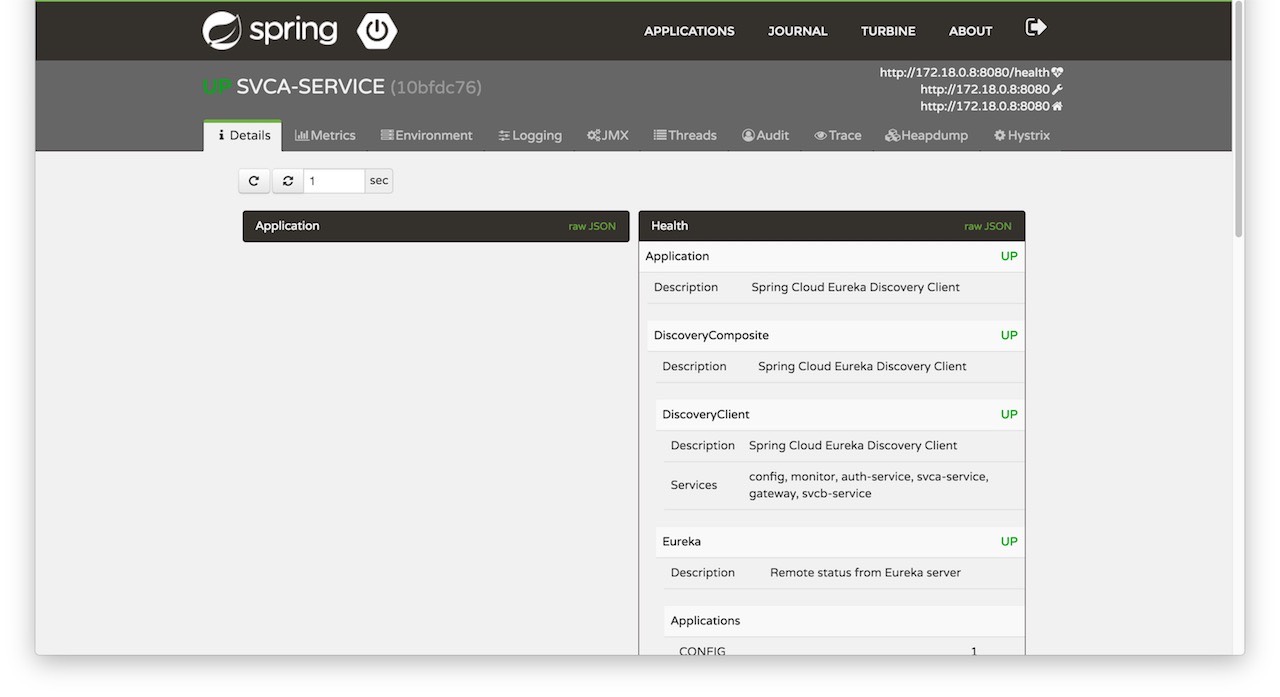 spring
APPLICATIONS JOURNAL TURBINE ABOUT
UP SVCA-SERVICE (10bfdc76)
http://172.18.0.8:8080/health
http://172.18.0.8:8080
http://172.18.0.8:8080
Details Metrics Environment Logging JMX Threads Audit Trace Heapdump Hystrix
1 sec
Application raw JSON
Health raw JSON
Application UP
Description Spring Cloud Eureka Discovery Client
DiscoveryComposite UP
Description Spring Cloud Eureka Discovery Client
DiscoveryClient UP
Description Spring Cloud Eureka Discovery Client
Services config, monitor, auth-service, svca-service,
gateway, svcb-service
Eureka UP
Description Remote status from Eureka server
Applications
CONFIG 1